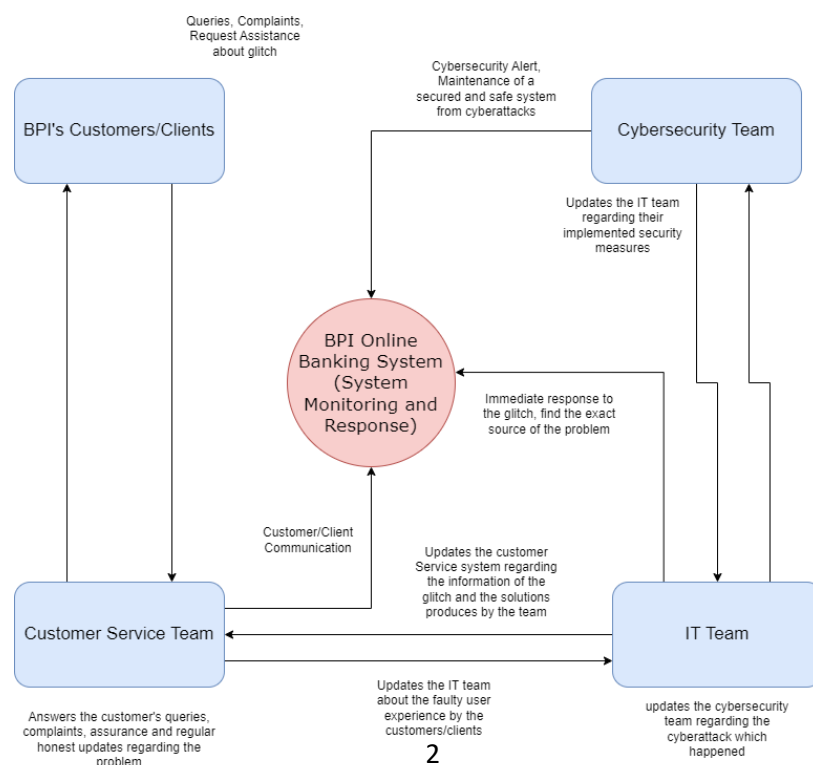 Queries, Complaints,
Request Assistance
about glitch
BPI's Customers/Clients
Cybersecurity Alert,
Maintenance of a
secured and safe system
from cyberattacks
Cybersecurity Team
Updates the IT team
regarding their
implemented security
measures
BPI Online
Banking System
(System
Monitoring and
Response)
Immediate response to
the glitch, find the exact
source of the problem
Customer/Client
Communication
Updates the customer
Service system regarding
the information of the
glitch and the solutions
produces by the team
Customer Service Team
IT Team
Answers the customer's queries,
complaints, assurance and regular
honest updates regarding the
problem
Updates the IT team
about the faulty user
experience by the
customers/clients
updates the cybersecurity
team regarding the
cyberattack which
happened
2